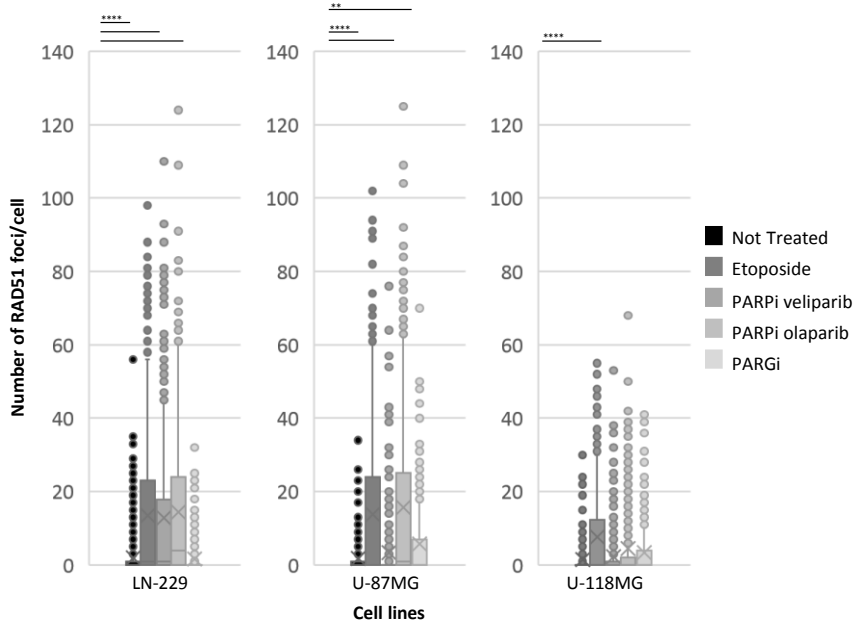 **
****
****
****
140
120
100
80
60
40
20
0
140
120
100
80
60
40
20
0
140
120
100
80
60
40
20
0
Number of RAD51 foci/cell
LN-229
U-87MG
U-118MG
Cell lines
Not Treated
Etoposide
PARPi veliparib
PARPi olaparib
PARGi